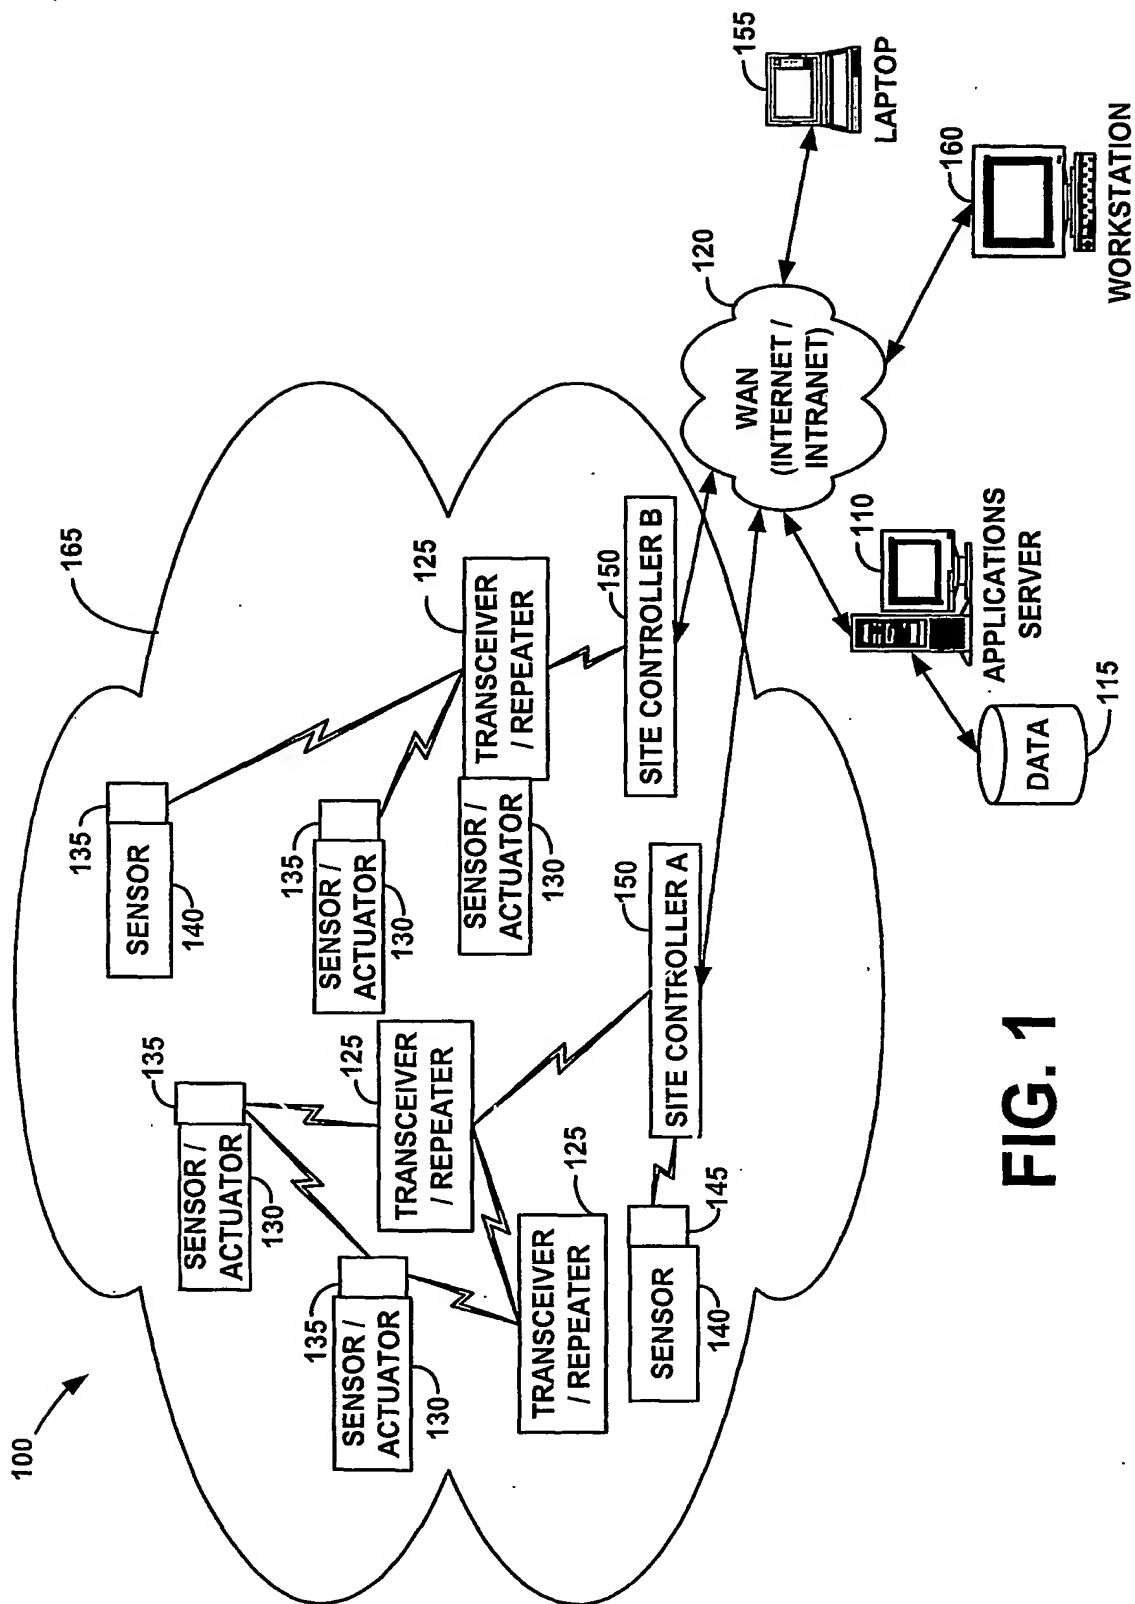 100
165
135
SENSOR
140
135
SENSOR /
ACTUATOR
130
135
SENSOR /
ACTUATOR
130
135
SENSOR /
ACTUATOR
130
125
TRANSCEIVER
/ REPEATER
125
TRANSCEIVER
/ REPEATER
SENSOR /
ACTUATOR
130
125
TRANSCEIVER
/ REPEATER
145
SENSOR
140
150
SITE CONTROLLER A
150
SITE CONTROLLER B
120
WAN
(INTERNET /
INTRANET)
155
LAPTOP
160
WORKSTATION
110
APPLICATIONS
SERVER
115
DATA
FIG. 1